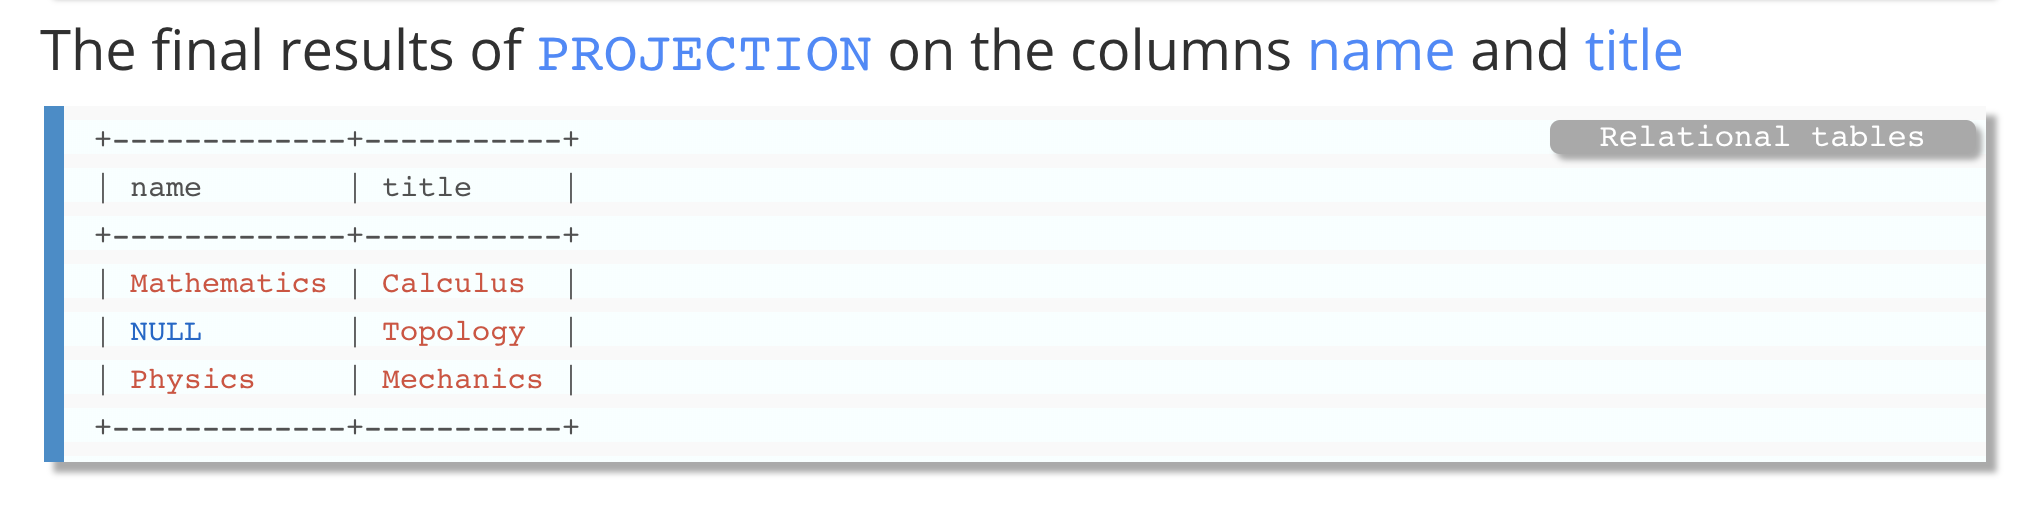 The final results of PROJECTION on the columns name and title
Relational tables
+-------------+-----------+
| name        | title     |
+-------------+-----------+
| Mathematics | Calculus  |
| NULL        | Topology  |
| Physics     | Mechanics |
+-------------+-----------+